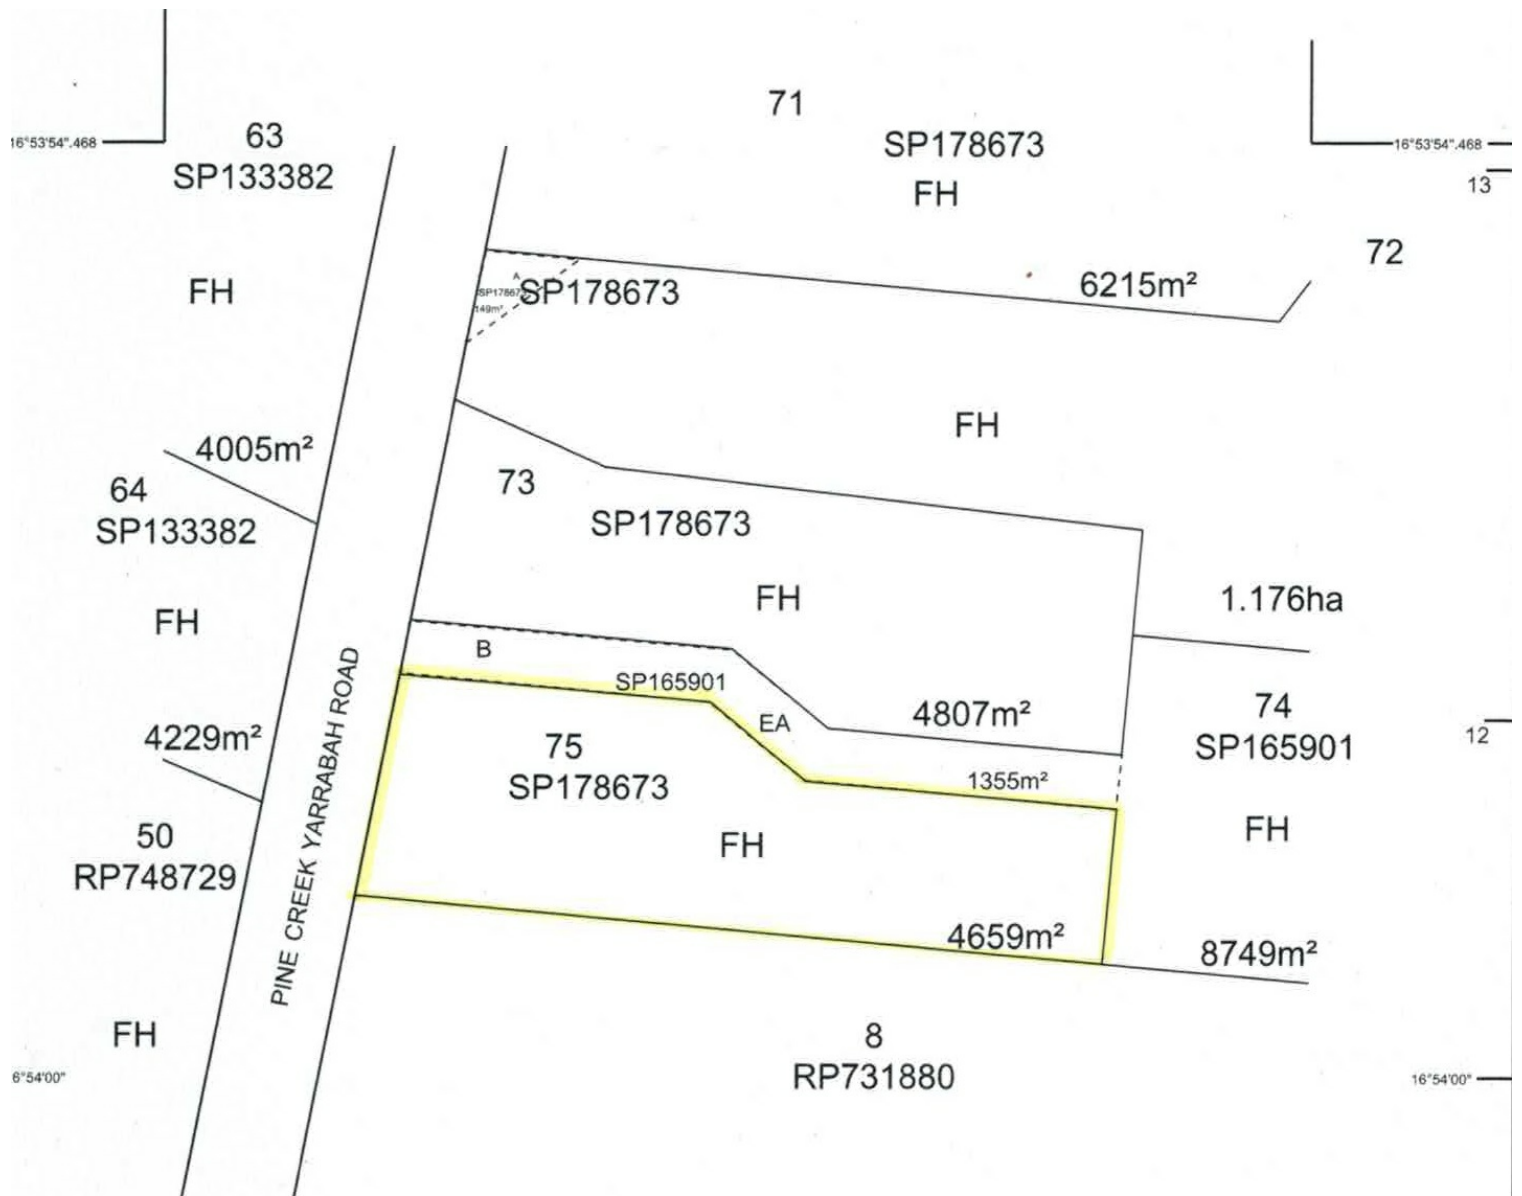 71
63
16°53'54".468
SP178673
16°53'54".468
SP133382
13
FH
72
FH
A
SP178673
SP178673
6215m²
149m²
FH
4005m²
73
64
SP178673
SP133382
FH
1.176ha
FH
B
SP165901
74
4807m²
EA
4229m²
75
SP165901
12
1355m²
SP178673
FH
50
FH
RP748729
PINE CREEK YARRABAH ROAD
4659m²
8749m²
FH
8
6°54'00"
RP731880
16°54'00"